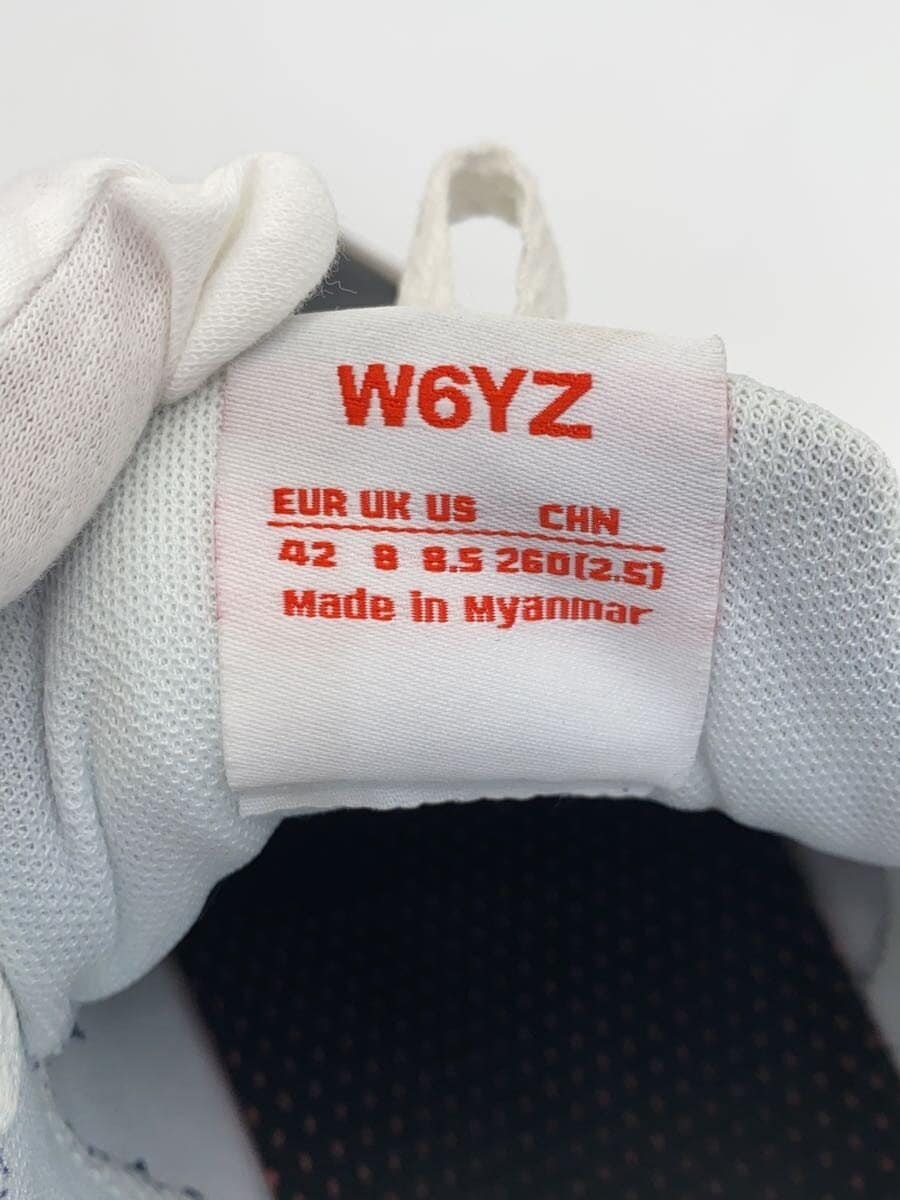 W6YZ
EUR UK US CHN
42 8 8.5 260(2.5)
Made in Myanmar